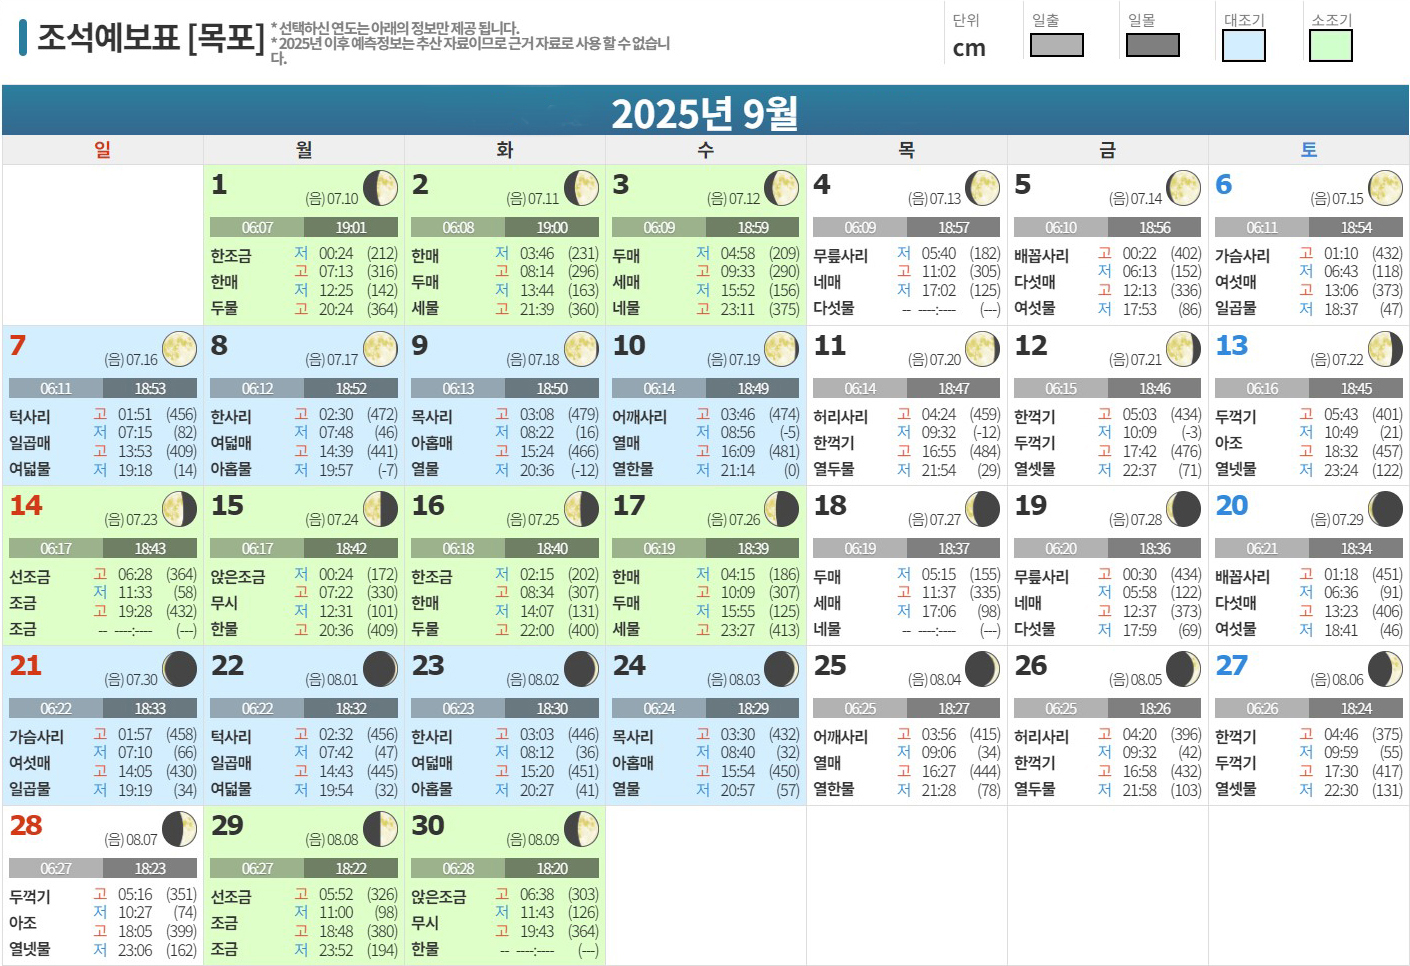 조석예보표 [목포]
* 선택하신 연도는 아래의 정보만 제공 됩니다.
* 2025년 이후 예측정보는 추산 자료이므로 근거 자료로 사용 할 수 없습니
다.
단위 일출 일몰 대조기 소조기
cm
2025년 9월
일 월 화 수 목 금 토
1
(음) 07.10
06:07 19:01
한조금 저 00:24 (212)
한매 고 07:13 (316)
저 12:25 (142)
두물 고 20:24 (364)
2
(음) 07.11
06:08 19:00
한매 저 03:46 (231)
두매 고 08:14 (296)
저 13:44 (163)
세물 고 21:39 (360)
3
(음) 07.12
06:09 18:59
두매 저 04:58 (209)
세매 고 09:33 (290)
저 15:52 (156)
네물 고 23:11 (375)
4
(음) 07.13
06:09 18:57
무릎사리 저 05:40 (182)
네매 고 11:02 (305)
저 17:02 (125)
다섯물 -- ----:---- (---)
5
(음) 07.14
06:10 18:56
배꼽사리 고 00:22 (402)
다섯매 저 06:13 (152)
고 12:13 (336)
여섯물 저 17:53 (86)
6
(음) 07.15
06:11 18:54
가슴사리 고 01:10 (432)
여섯매 저 06:43 (118)
고 13:06 (373)
일곱물 저 18:37 (47)
7
(음) 07.16
06:11 18:53
턱사리 고 01:51 (456)
일곱매 저 07:15 (82)
고 13:53 (409)
여덟물 저 19:18 (14)
8
(음) 07.17
06:12 18:52
한사리 고 02:30 (472)
여덟매 저 07:48 (46)
고 14:39 (441)
아홉물 저 19:57 (-7)
9
(음) 07.18
06:13 18:50
목사리 고 03:08 (479)
아홉매 저 08:22 (16)
고 15:24 (466)
열물 저 20:36 (-12)
10
(음) 07.19
06:14 18:49
어깨사리 고 03:46 (474)
열매 저 08:56 (-5)
고 16:09 (481)
열한물 저 21:14 (0)
11
(음) 07.20
06:14 18:47
허리사리 고 04:24 (459)
한꺽기 저 09:32 (-12)
고 16:55 (484)
열두물 저 21:54 (29)
12
(음) 07.21
06:15 18:46
한꺽기 고 05:03 (434)
두꺽기 저 10:09 (-3)
고 17:42 (476)
열셋물 저 22:37 (71)
13
(음) 07.22
06:16 18:45
두꺽기 고 05:43 (401)
아조 저 10:49 (21)
고 18:32 (457)
열넷물 저 23:24 (122)
14
(음) 07.23
06:17 18:43
선조금 고 06:28 (364)
조금 저 11:33 (58)
고 19:28 (432)
조금 -- ----:---- (---)
15
(음) 07.24
06:17 18:42
앉은조금 저 00:24 (172)
무시 고 07:22 (330)
저 12:31 (101)
한물 고 20:36 (409)
16
(음) 07.25
06:18 18:40
한조금 저 02:15 (202)
한매 고 08:34 (307)
저 14:07 (131)
두물 고 22:00 (400)
17
(음) 07.26
06:19 18:39
한매 저 04:15 (186)
두매 고 10:09 (307)
저 15:55 (125)
세물 고 23:27 (413)
18
(음) 07.27
06:19 18:37
두매 저 05:15 (155)
세매 고 11:37 (335)
저 17:06 (98)
네물 -- ----:---- (---)
19
(음) 07.28
06:20 18:36
무릎사리 고 00:30 (434)
네매 저 05:58 (122)
고 12:37 (373)
다섯물 저 17:59 (69)
20
(음) 07.29
06:21 18:34
배꼽사리 고 01:18 (451)
다섯매 저 06:36 (91)
고 13:23 (406)
여섯물 저 18:41 (46)
21
(음) 07.30
06:22 18:33
가슴사리 고 01:57 (458)
여섯매 저 07:10 (66)
고 14:05 (430)
일곱물 저 19:19 (34)
22
(음) 08.01
06:22 18:32
턱사리 고 02:32 (456)
일곱매 저 07:42 (47)
고 14:43 (445)
여덟물 저 19:54 (32)
23
(음) 08.02
06:23 18:30
한사리 고 03:03 (446)
여덟매 저 08:12 (36)
고 15:20 (451)
아홉물 저 20:27 (41)
24
(음) 08.03
06:24 18:29
목사리 고 03:30 (432)
아홉매 저 08:40 (32)
고 15:54 (450)
열물 저 20:57 (57)
25
(음) 08.04
06:25 18:27
어깨사리 고 03:56 (415)
열매 저 09:06 (34)
고 16:27 (444)
열한물 저 21:28 (78)
26
(음) 08.05
06:25 18:26
허리사리 고 04:20 (396)
한꺽기 저 09:32 (42)
고 16:58 (432)
열두물 저 21:58 (103)
27
(음) 08.06
06:26 18:24
한꺽기 고 04:46 (375)
두꺽기 저 09:59 (55)
고 17:30 (417)
열셋물 저 22:30 (131)
28
(음) 08.07
06:27 18:23
두꺽기 고 05:16 (351)
아조 저 10:27 (74)
고 18:05 (399)
열넷물 저 23:06 (162)
29
(음) 08.08
06:27 18:22
선조금 고 05:52 (326)
조금 저 11:00 (98)
고 18:48 (380)
조금 저 23:52 (194)
30
(음) 08.09
06:28 18:20
앉은조금 고 06:38 (303)
무시 저 11:43 (126)
고 19:43 (364)
한물 -- ----:---- (---)